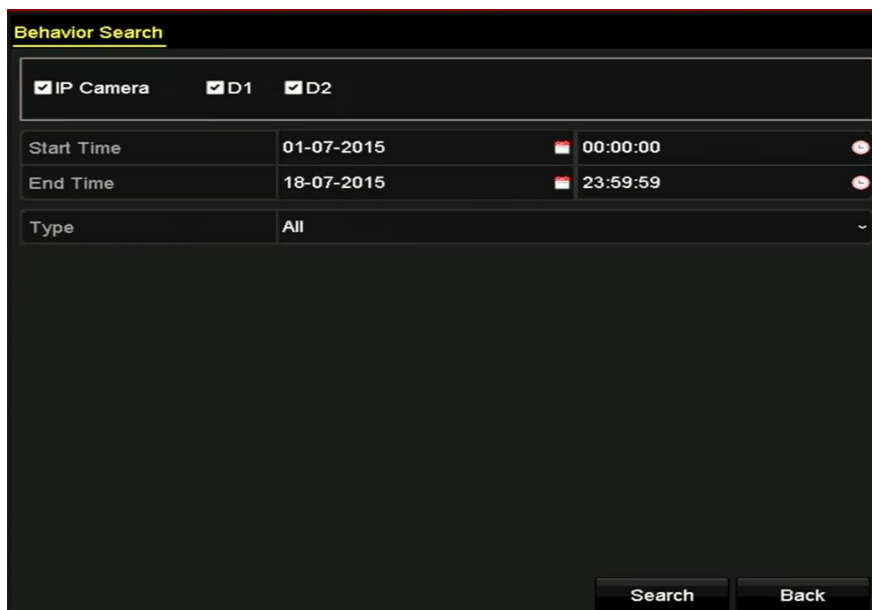 Behavior Search
IP Camera D1 D2
Start Time 01-07-2015 00:00:00
End Time 18-07-2015 23:59:59
Type All
Search Back